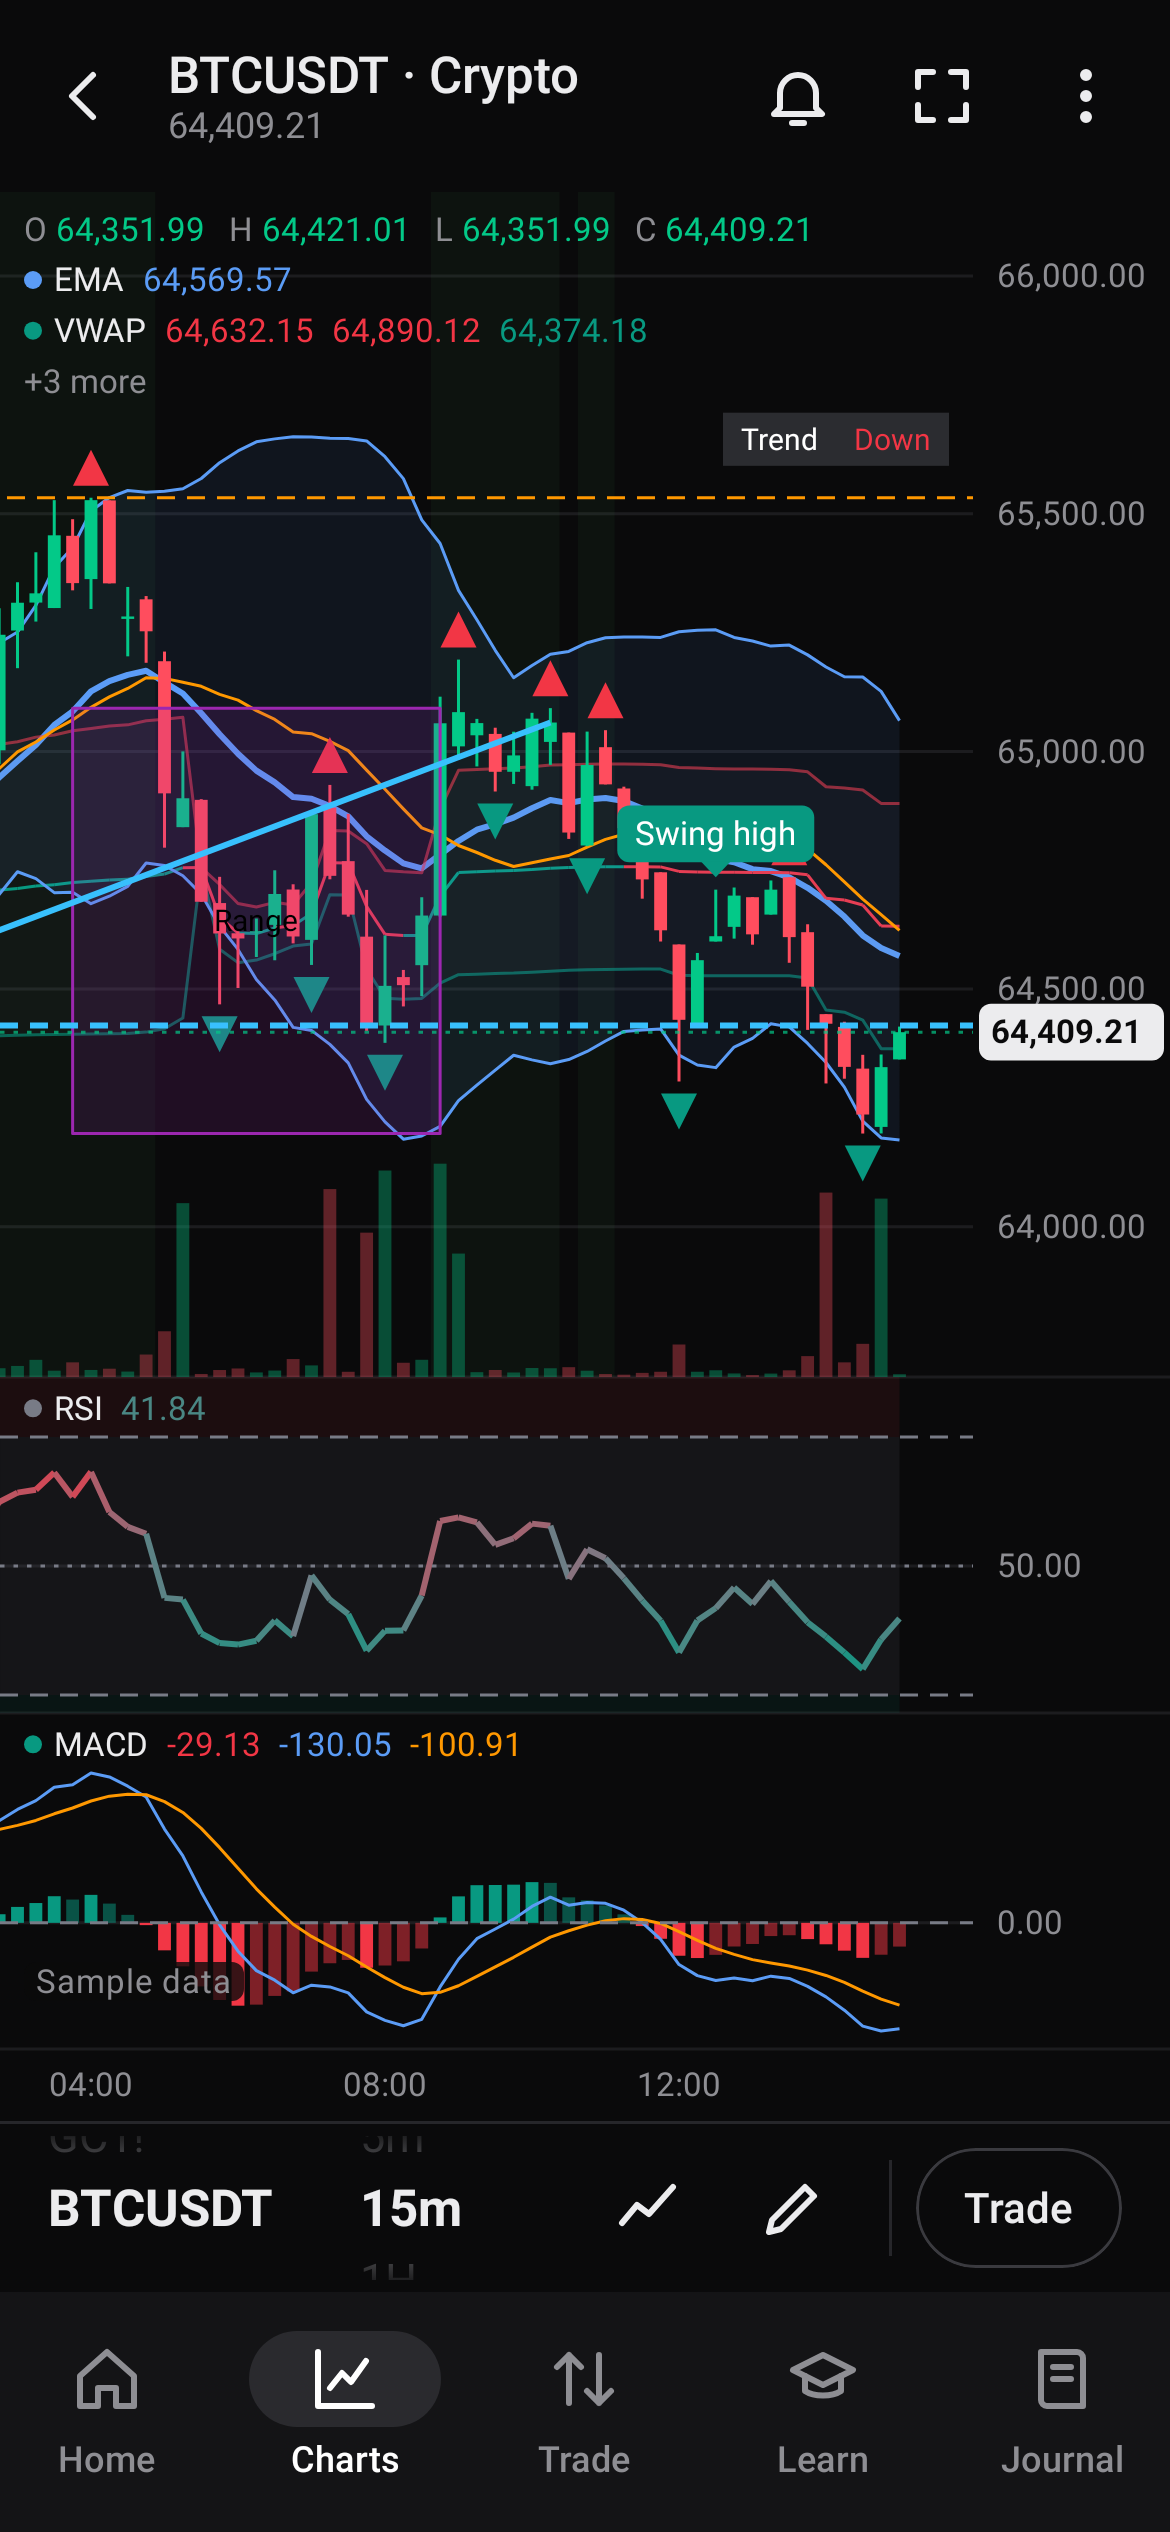 BTCUSDT · Crypto
64,409.21
O 64,351.99 H 64,421.01 L 64,351.99 C 64,409.21
EMA 64,569.57
VWAP 64,632.15 64,890.12 64,374.18
+3 more
66,000.00
Trend Down
65,500.00
65,000.00
Swing high
Range
64,500.00
64,409.21
64,000.00
RSI 41.84
50.00
MACD -29.13 -130.05 -100.91
0.00
Sample data
04:00 08:00 12:00
5m
BTCUSDT 15m Trade
1H
Home Charts Trade Learn Journal